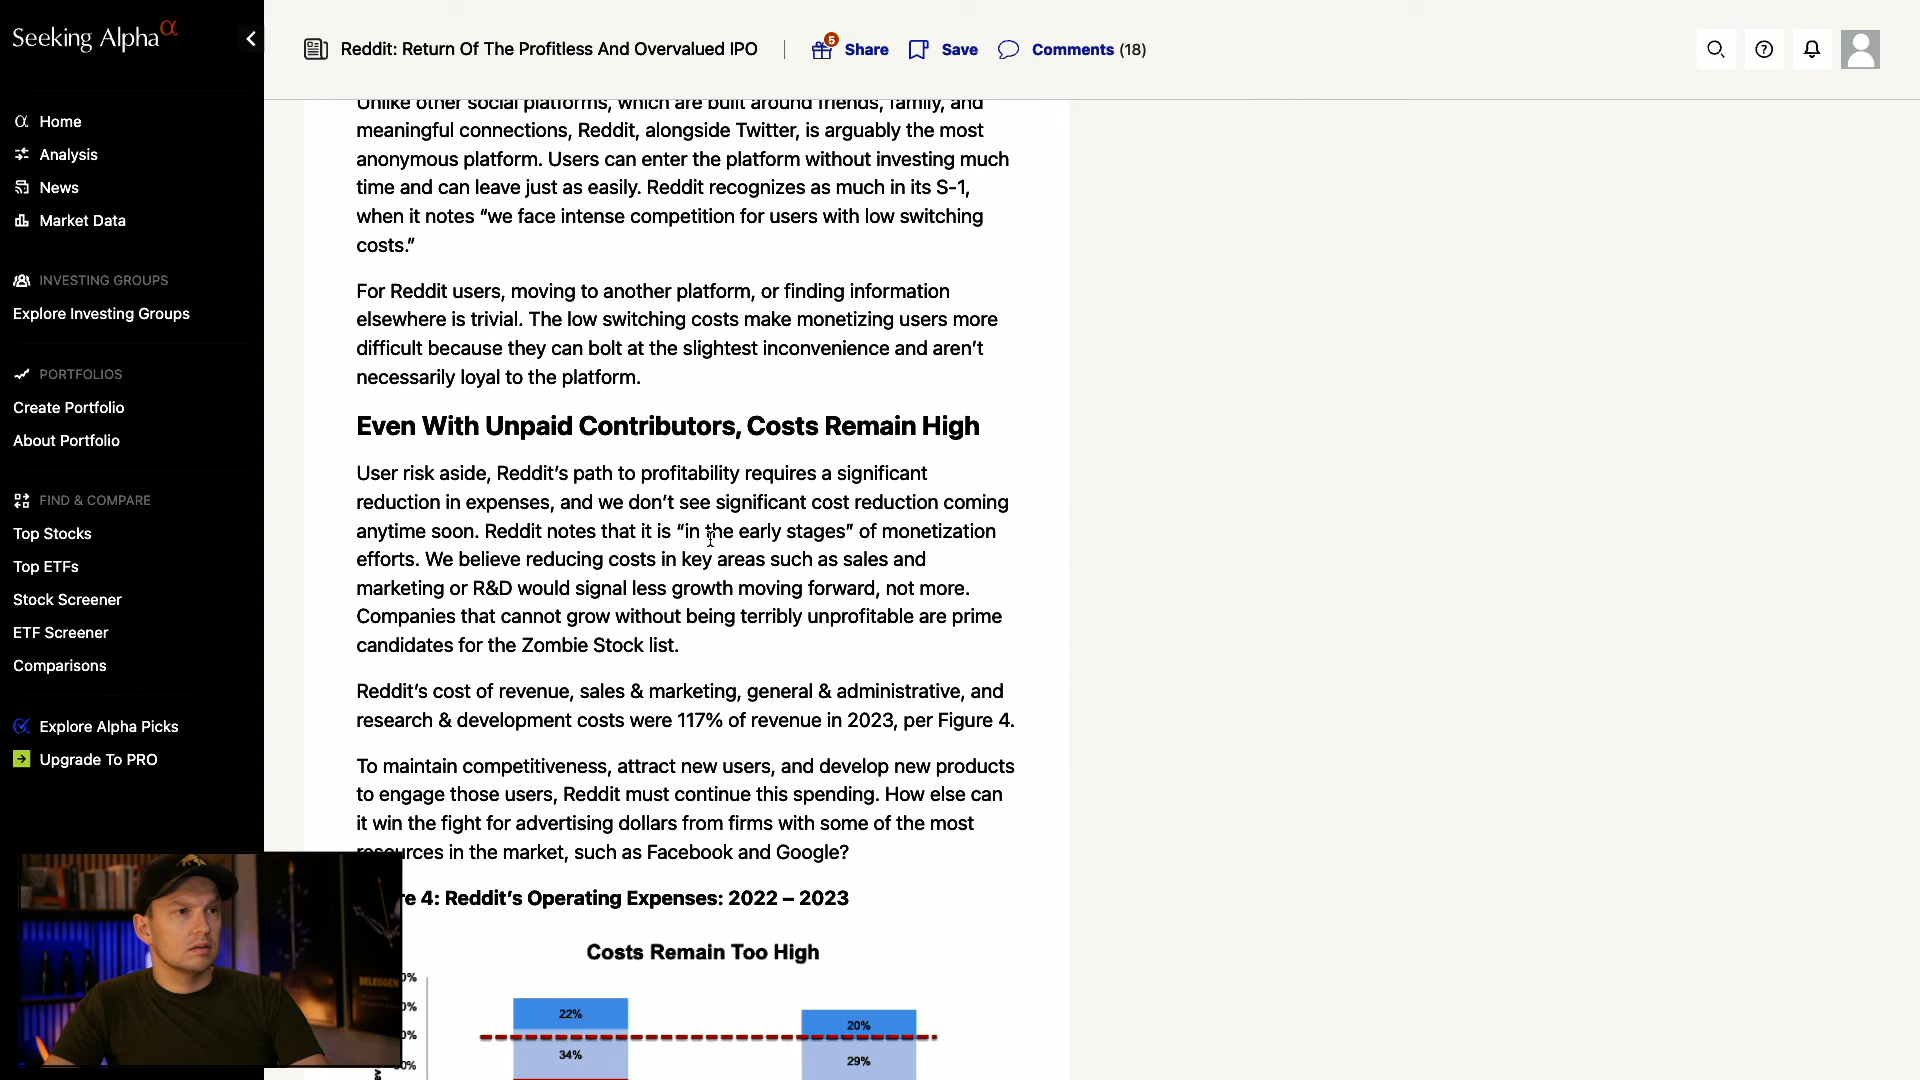 Seeking Alpha α
Reddit: Return Of The Profitless And Overvalued IPO
5
Share
Save
Comments (18)
Home
Analysis
News
Market Data
INVESTING GROUPS
Explore Investing Groups
PORTFOLIOS
Create Portfolio
About Portfolio
FIND & COMPARE
Top Stocks
Top ETFs
Stock Screener
ETF Screener
Comparisons
Explore Alpha Picks
Upgrade To PRO
Unlike other social platforms, which are built around friends, family, and
meaningful connections, Reddit, alongside Twitter, is arguably the most
anonymous platform. Users can enter the platform without investing much
time and can leave just as easily. Reddit recognizes as much in its S-1,
when it notes “we face intense competition for users with low switching
costs.”
For Reddit users, moving to another platform, or finding information
elsewhere is trivial. The low switching costs make monetizing users more
difficult because they can bolt at the slightest inconvenience and aren’t
necessarily loyal to the platform.
Even With Unpaid Contributors, Costs Remain High
User risk aside, Reddit’s path to profitability requires a significant
reduction in expenses, and we don’t see significant cost reduction coming
anytime soon. Reddit notes that it is “in the early stages” of monetization
efforts. We believe reducing costs in key areas such as sales and
marketing or R&D would signal less growth moving forward, not more.
Companies that cannot grow without being terribly unprofitable are prime
candidates for the Zombie Stock list.
Reddit’s cost of revenue, sales & marketing, general & administrative, and
research & development costs were 117% of revenue in 2023, per Figure 4.
To maintain competitiveness, attract new users, and develop new products
to engage those users, Reddit must continue this spending. How else can
it win the fight for advertising dollars from firms with some of the most
resources in the market, such as Facebook and Google?
4: Reddit’s Operating Expenses: 2022 – 2023
Costs Remain Too High
22%
20%
34%
29%
BELEGGEN